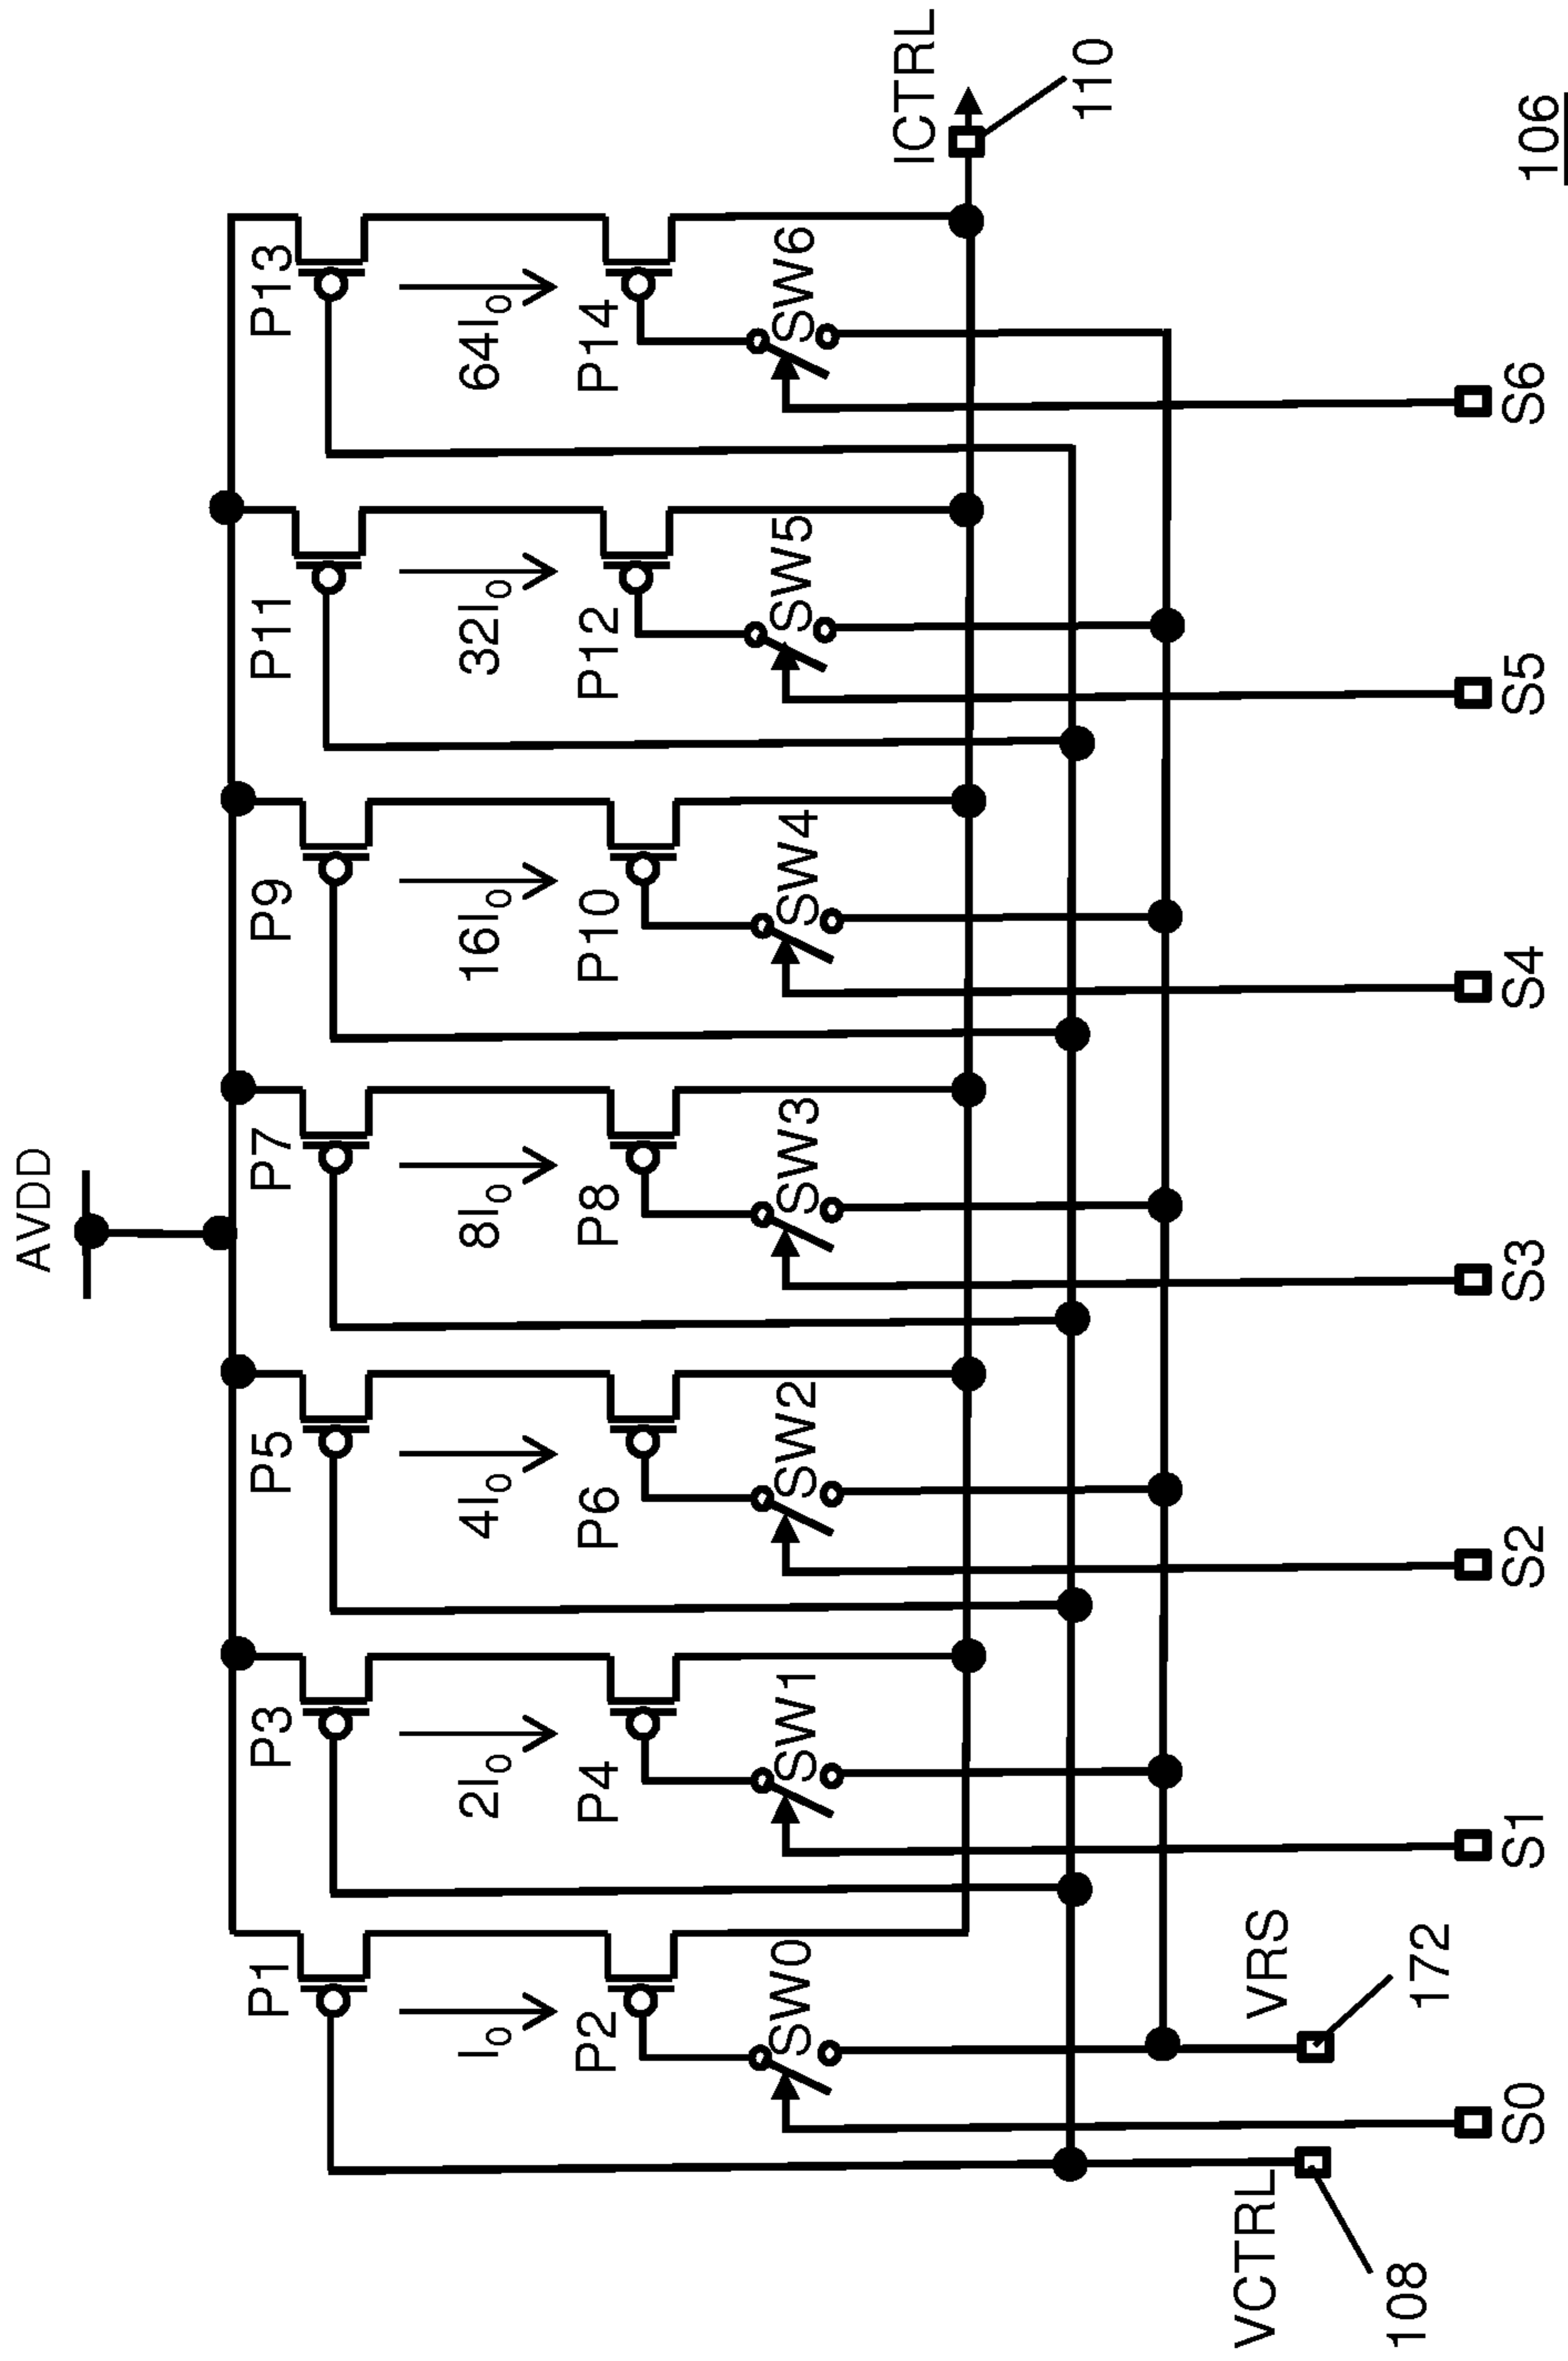 AVDD
P1
P3
P5
P7
P9
P11
P13
I0
2I0
4I0
8I0
16I0
32I0
64I0
P2
P4
P6
P8
P10
P12
P14
SW0
SW1
SW2
SW3
SW4
SW5
SW6
ICTRL
110
VCTRL
108
VRS
172
S0
S1
S2
S3
S4
S5
S6
106